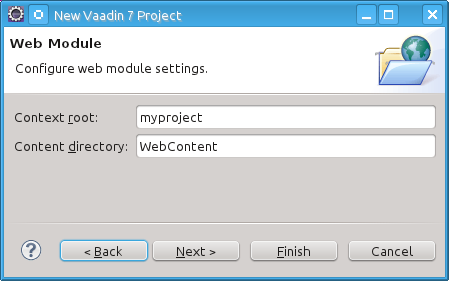 New Vaadin 7 Project
Web Module
Configure web module settings.
Context root: myproject
Content directory: WebContent
? < Back Next > Finish Cancel